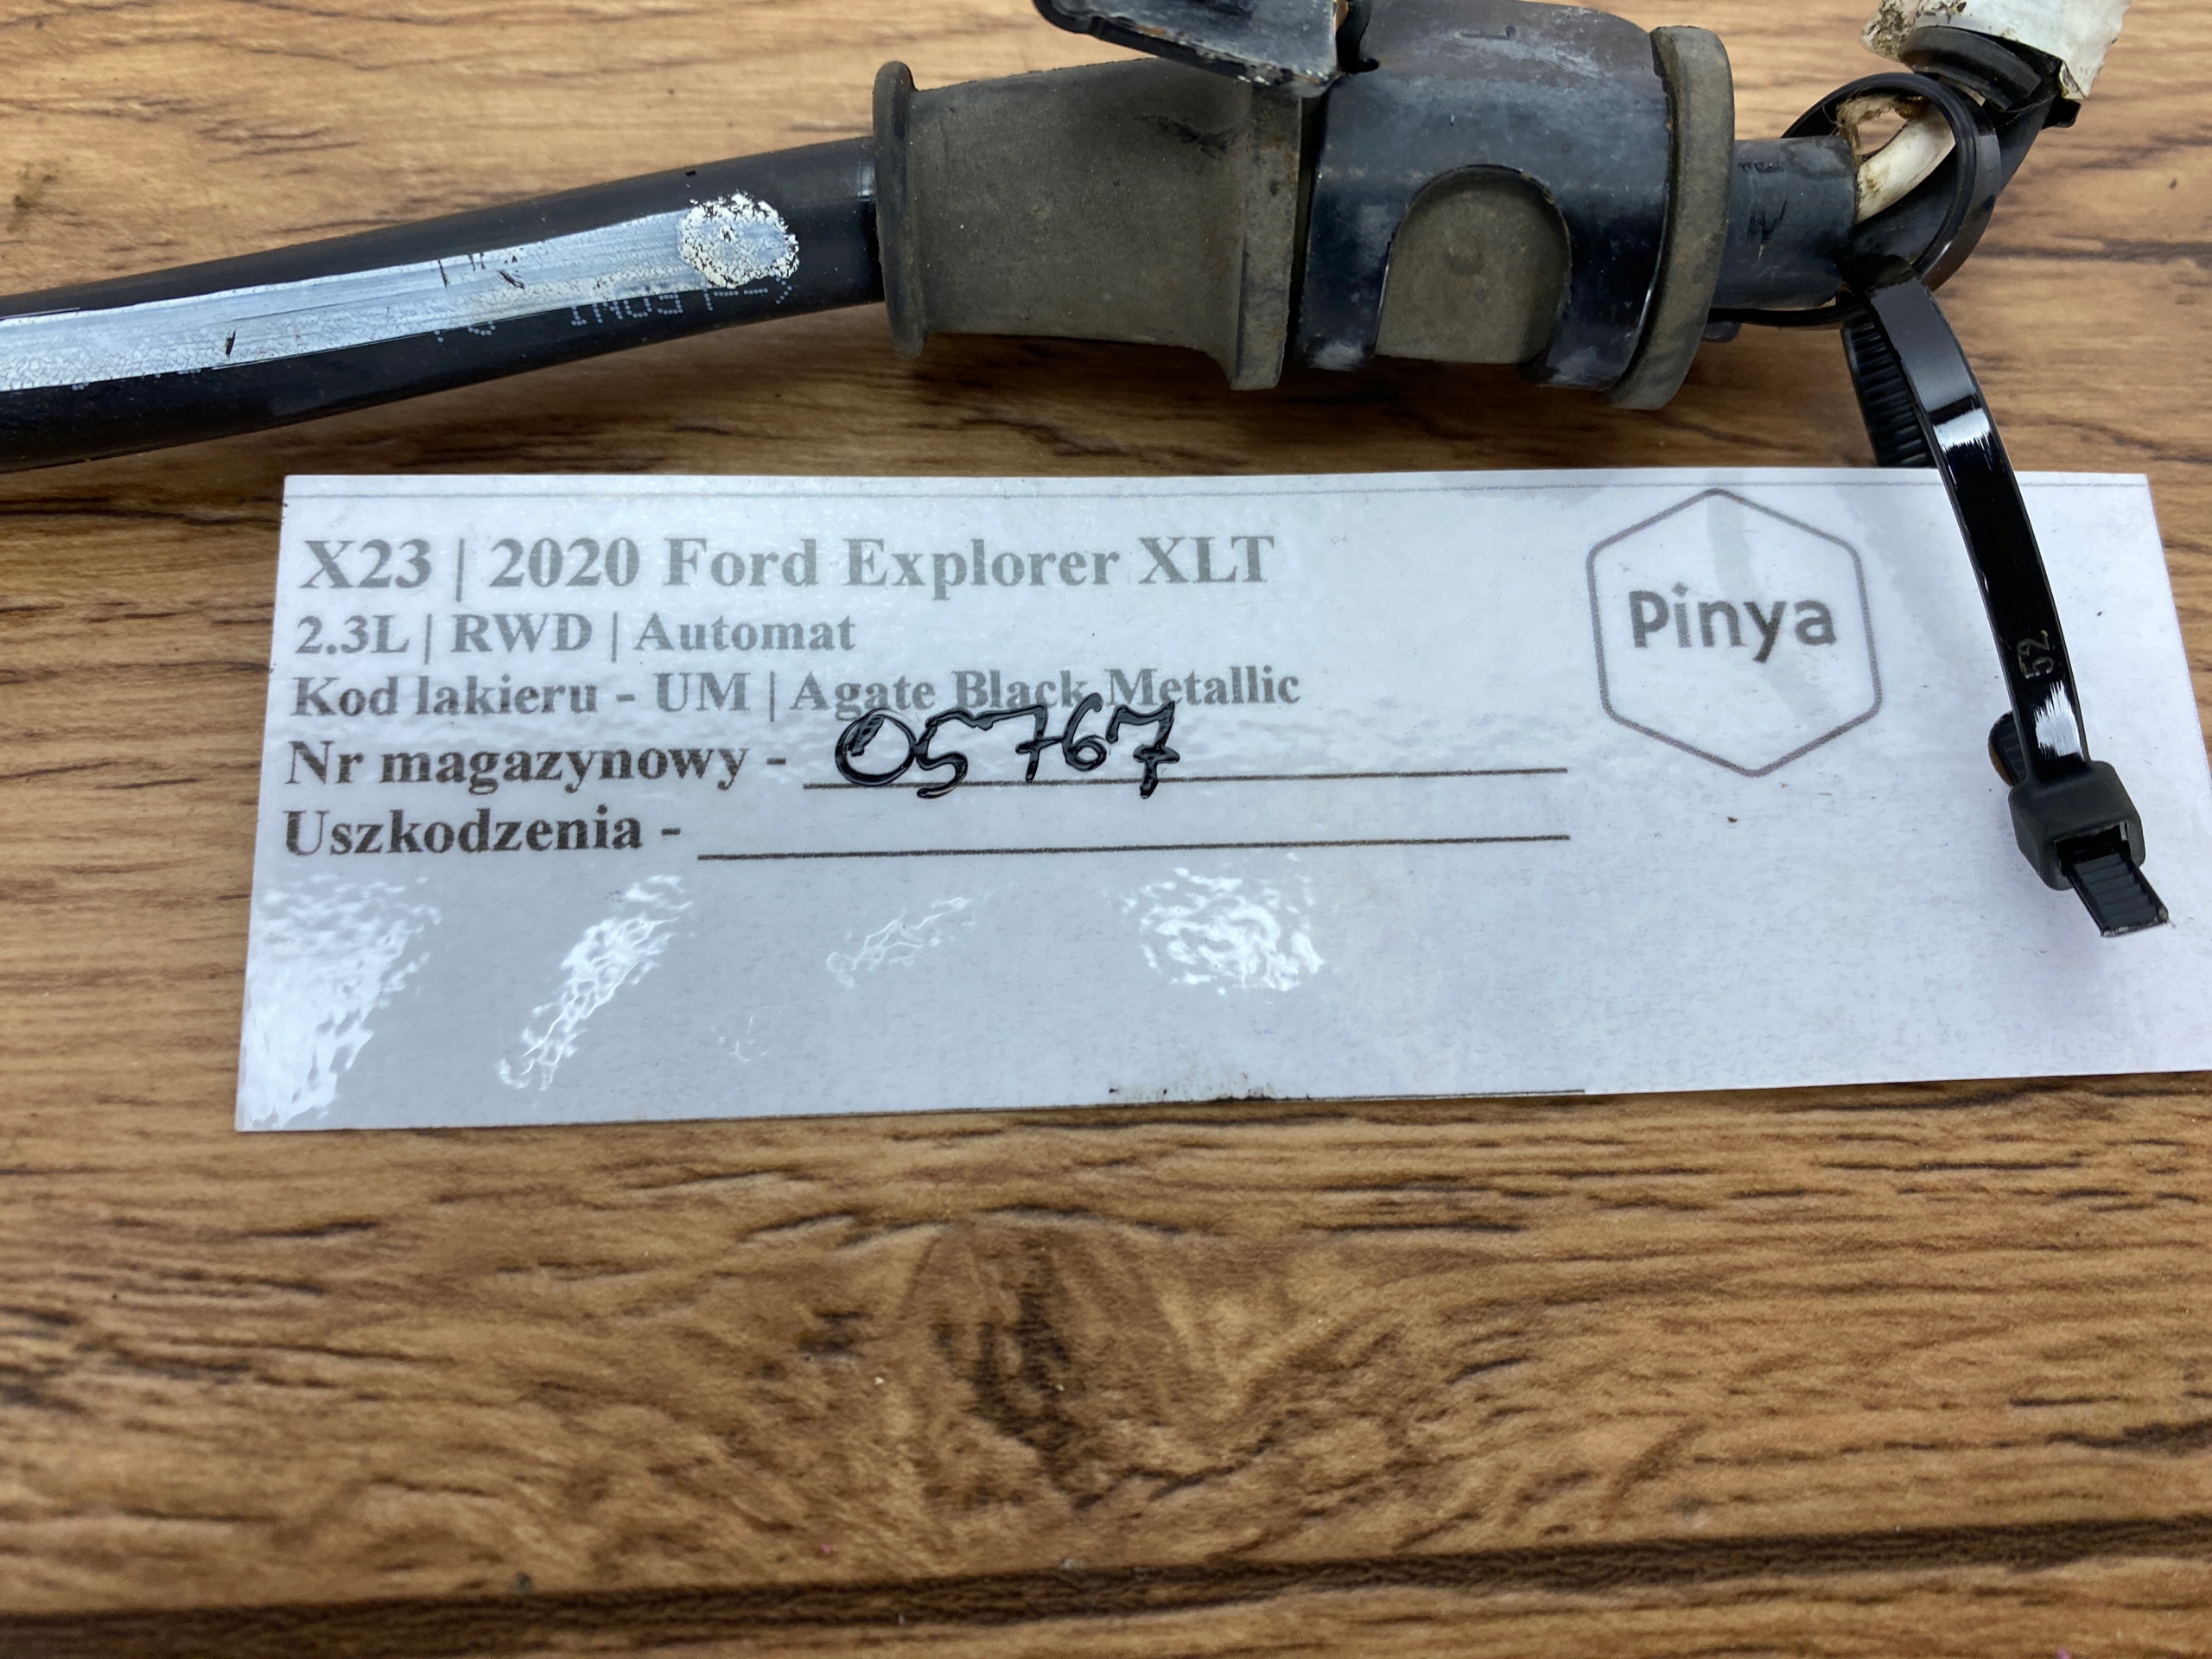 X23 | 2020 Ford Explorer XLT
2.3L | RWD | Automat
Kod lakieru - UM | Agate Black Metallic
Nr magazynowy - 05767
Uszkodzenia -
Pinya
52